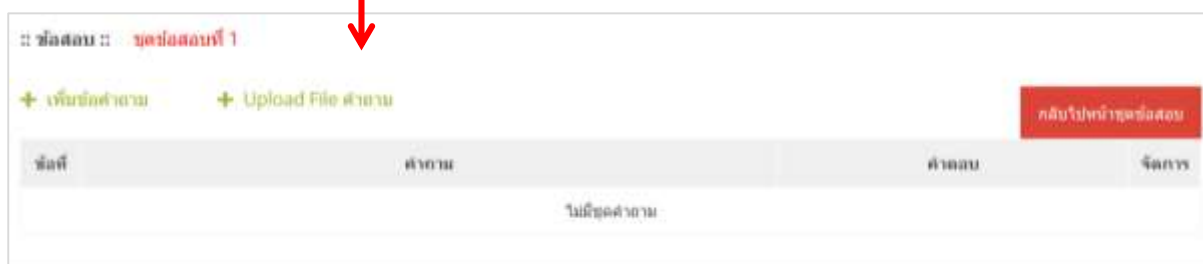 :: ข้อสอบ :: ชุดข้อสอบที่ 1
+ เพิ่มข้อคำถาม + Upload File คำถาม
กลับไปหน้าชุดข้อสอบ
ข้อที่ คำถาม คำตอบ จัดการ
ไม่มีชุดคำถาม